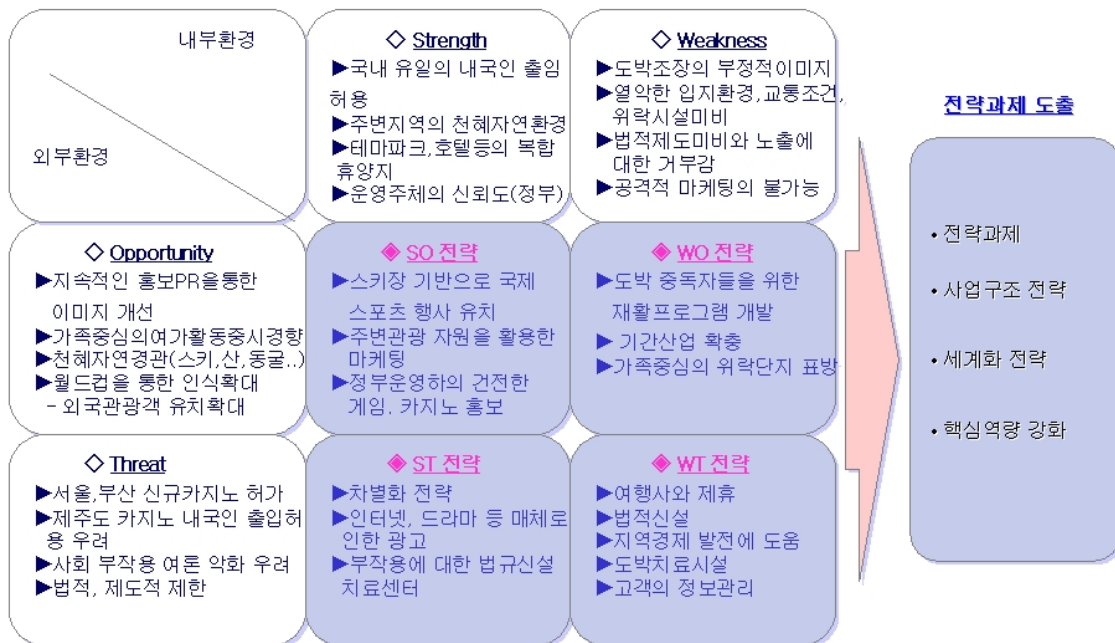 내부환경
외부환경
◇ Strength
▶국내 유일의 내국인 출입
허용
▶주변지역의 천혜자연환경
▶테마파크,호텔등의 복합
휴양지
▶운영주체의 신뢰도(정부)
◇ Weakness
▶도박조장의 부정적이미지
▶열악한 입지환경,교통조건,
위락시설미비
▶법적제도미비와 노출에
대한 거부감
▶공격적 마케팅의 불가능
◇ Opportunity
▶지속적인 홍보PR을통한
이미지 개선
▶가족중심의여가활동중시경향
▶천혜자연경관(스키,산,동굴..)
▶월드컵을 통한 인식확대
- 외국관광객 유치확대
◈ SO 전략
▶스키장 기반으로 국제
스포츠 행사 유치
▶주변관광 자원을 활용한
마케팅
▶정부운영하의 건전한
게임. 카지노 홍보
◈ WO 전략
▶도박 중독자들을 위한
재활프로그램 개발
▶ 기간산업 확충
▶가족중심의 위락단지 표방
◇ Threat
▶서울,부산 신규카지노 허가
▶제주도 카지노 내국인 출입허
용 우려
▶사회 부작용 여론 악화 우려
▶법적, 제도적 제한
◈ ST 전략
▶차별화 전략
▶인터넷, 드라마 등 매체로
인한 광고
▶부작용에 대한 법규신설
치료센터
◈ WT 전략
▶여행사와 제휴
▶법적신설
▶지역경제 발전에 도움
▶도박치료시설
▶고객의 정보관리
전략과제 도출
• 전략과제
• 사업구조 전략
• 세계화 전략
• 핵심역량 강화